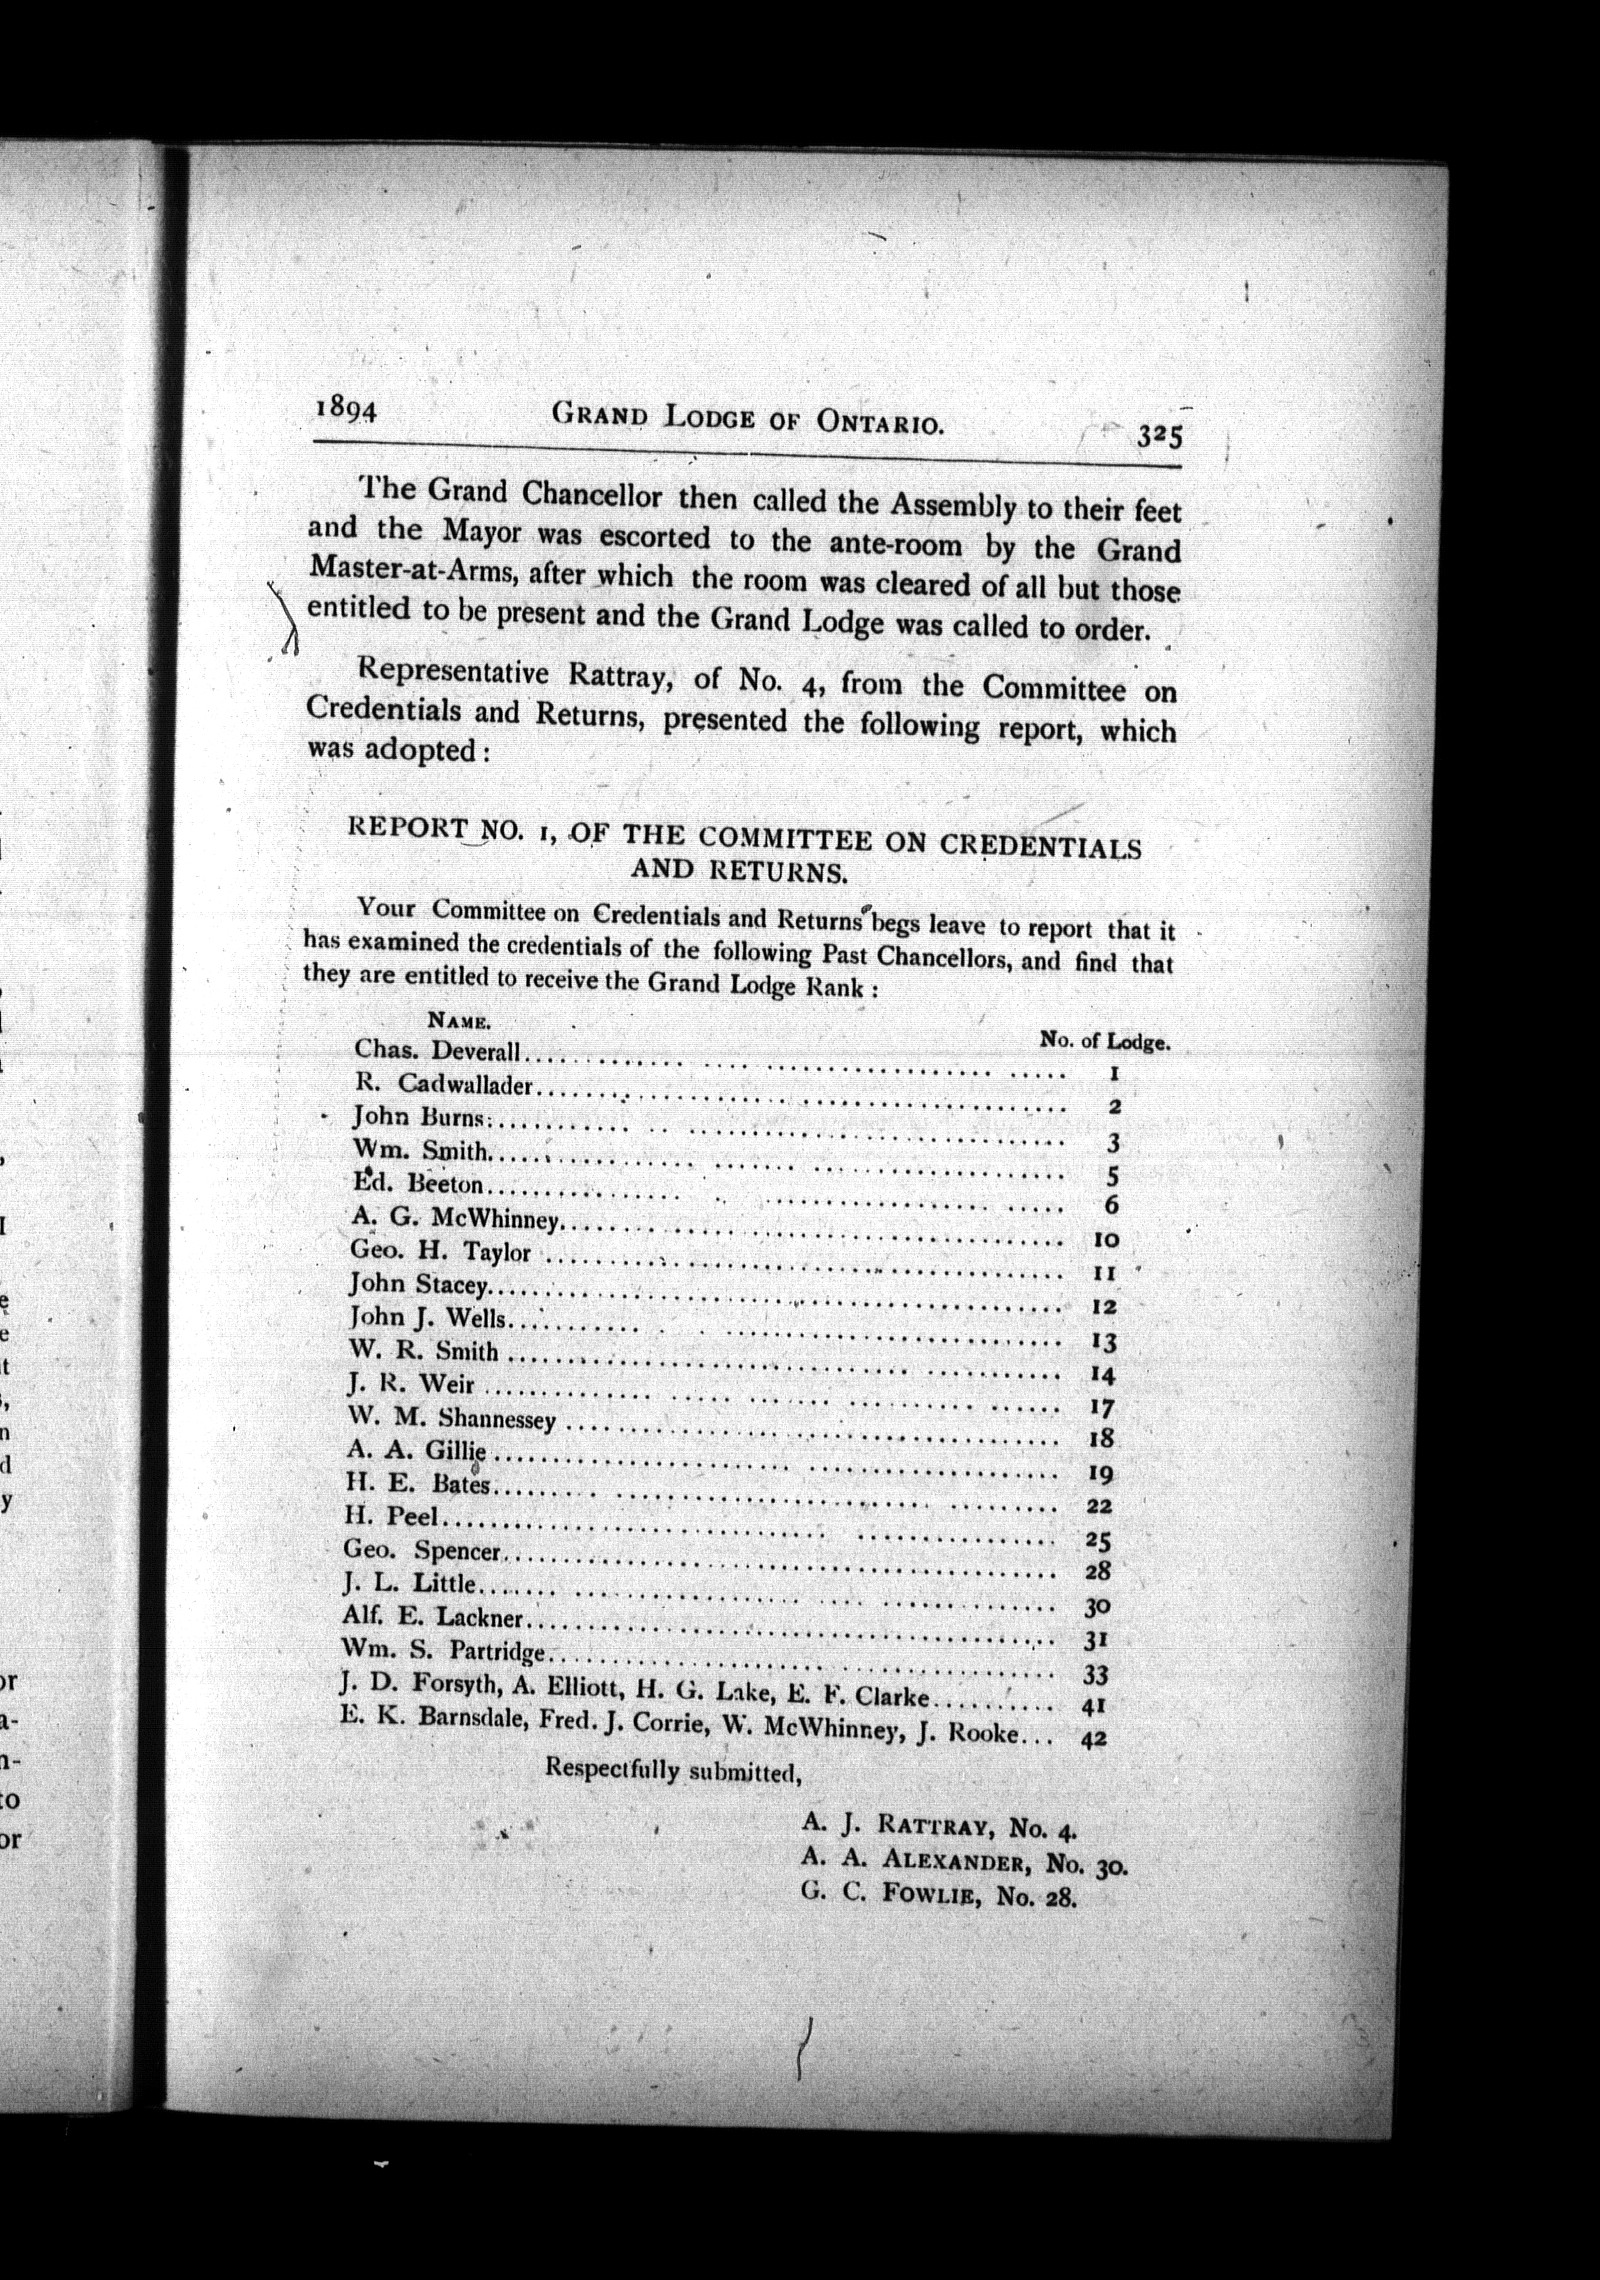 1894 GRAND LODGE OF ONTARIO. 325
The Grand Chancellor then called the Assembly to their feet
and the Mayor was escorted to the ante-room by the Grand
Master-at-Arms, after which the room was cleared of all but those
entitled to be present and the Grand Lodge was called to order.
Representative Rattray, of No. 4, from the Committee on
Credentials and Returns, presented the following report, which
was adopted:
REPORT NO. 1, OF THE COMMITTEE ON CREDENTIALS
AND RETURNS.
Your Committee on Credentials and Returns begs leave to report that it
has examined the credentials of the following Past Chancellors, and find that
they are entitled to receive the Grand Lodge Rank:
NAME. No. of Lodge.
Chas. Deverall 1
R. Cadwallader 2
John Burns 3
Wm. Smith 5
Ed. Beeton 6
A. G. McWhinney 10
Geo. H. Taylor 11
John Stacey 12
John J. Wells 13
W. R. Smith 14
J. R. Weir 17
W. M. Shannessey 18
A. A. Gillie 19
H. E. Bates 22
H. Peel 25
Geo. Spencer 28
J. L. Little 30
Alf. E. Lackner 31
Wm. S. Partridge 33
J. D. Forsyth, A. Elliott, H. G. Lake, E. F. Clarke 41
E. K. Barnsdale, Fred. J. Corrie, W. McWhinney, J. Rooke 42
Respectfully submitted,
A. J. RATTRAY, No. 4.
A. A. ALEXANDER, No. 30.
G. C. FOWLIE, No. 28.